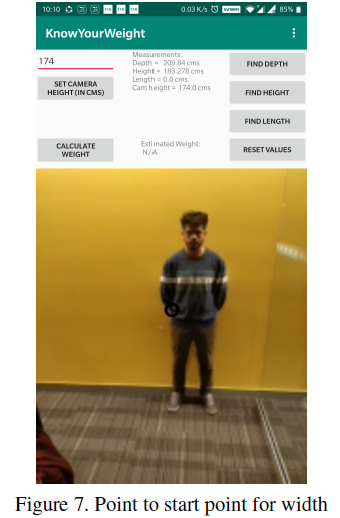 10:10 0.03 K/s VoWiFi 85%
KnowYourWeight
174
SET CAMERA
HEIGHT (IN CMS)
Measurements:
Depth = 209.84 cms
Height = 183.278 cms
Length = 0.0 cms
Cam height = 174.0 cms
FIND DEPTH
FIND HEIGHT
FIND LENGTH
CALCULATE
WEIGHT
Estimated Weight:
N/A
RESET VALUES
Figure 7. Point to start point for width